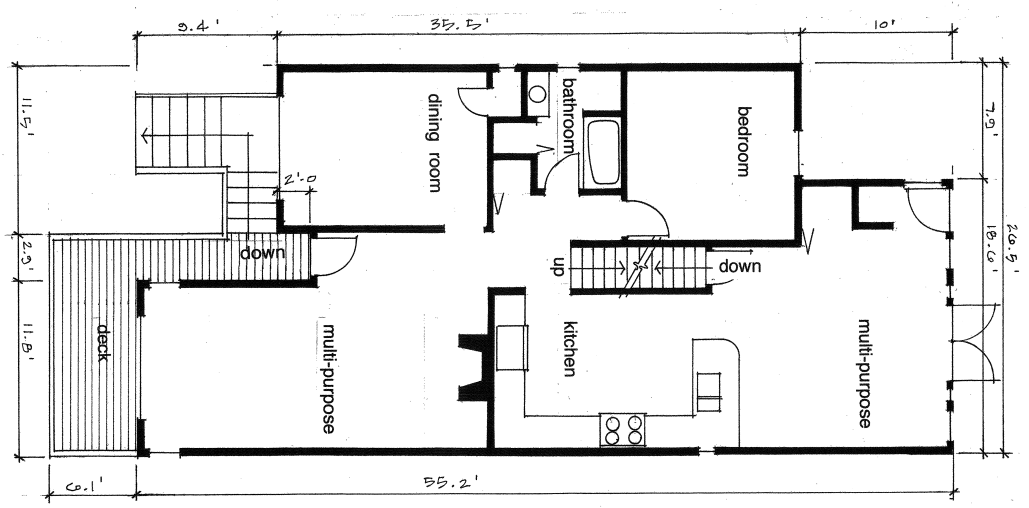 9.4'
35.5'
10'
11.5'
dining room
bathroom
bedroom
7.9'
2'-0
2.9'
down
up
down
18.6'
26.5'
11.8'
deck
multi-purpose
kitchen
multi-purpose
6.1'
55.2'